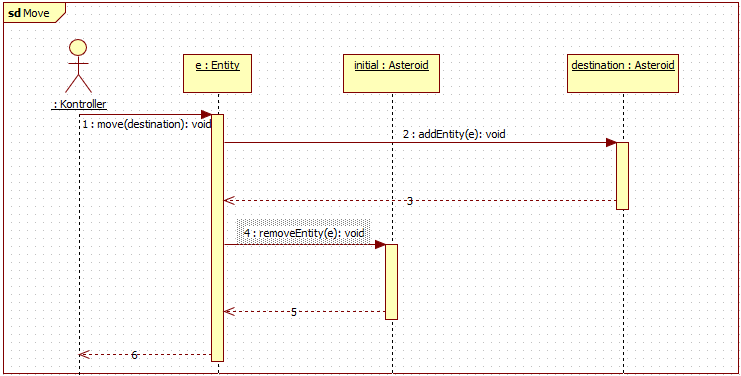 sd Move
e : Entity
initial : Asteroid
destination : Asteroid
: Kontroller
1 : move(destination): void
2 : addEntity(e): void
3
4 : removeEntity(e): void
5
6